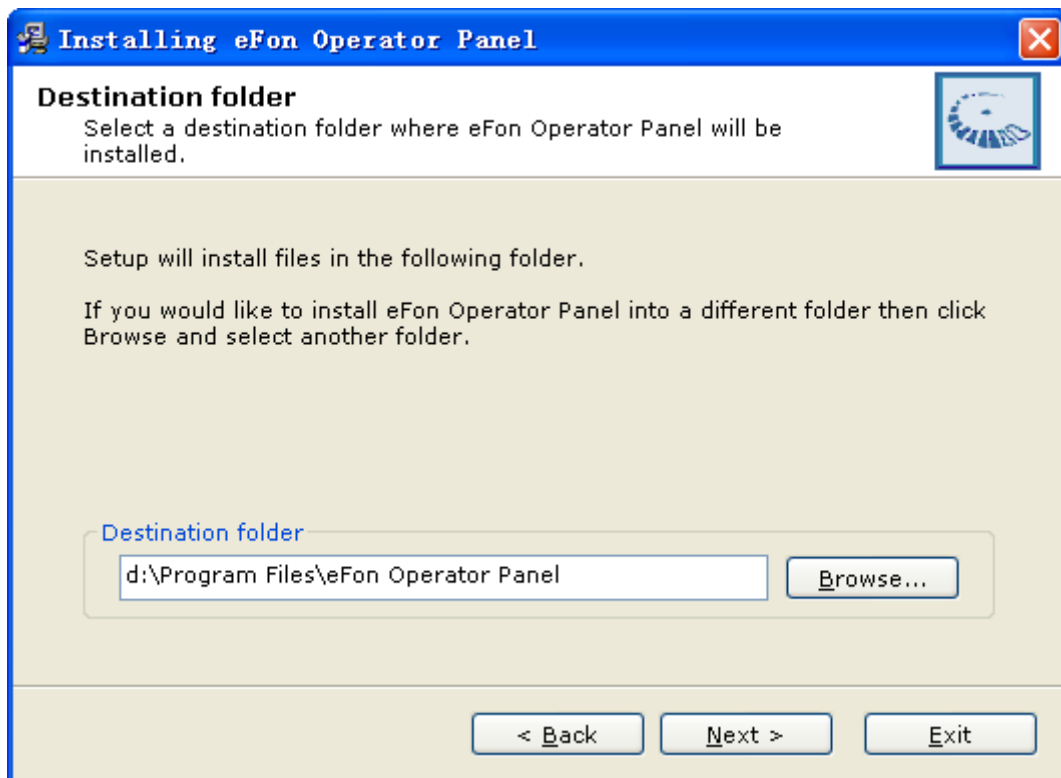 Installing eFon Operator Panel
Destination folder
Select a destination folder where eFon Operator Panel will be
installed.
Setup will install files in the following folder.
If you would like to install eFon Operator Panel into a different folder then click
Browse and select another folder.
Destination folder
d:\Program Files\eFon Operator Panel
Browse...
< Back
Next >
Exit